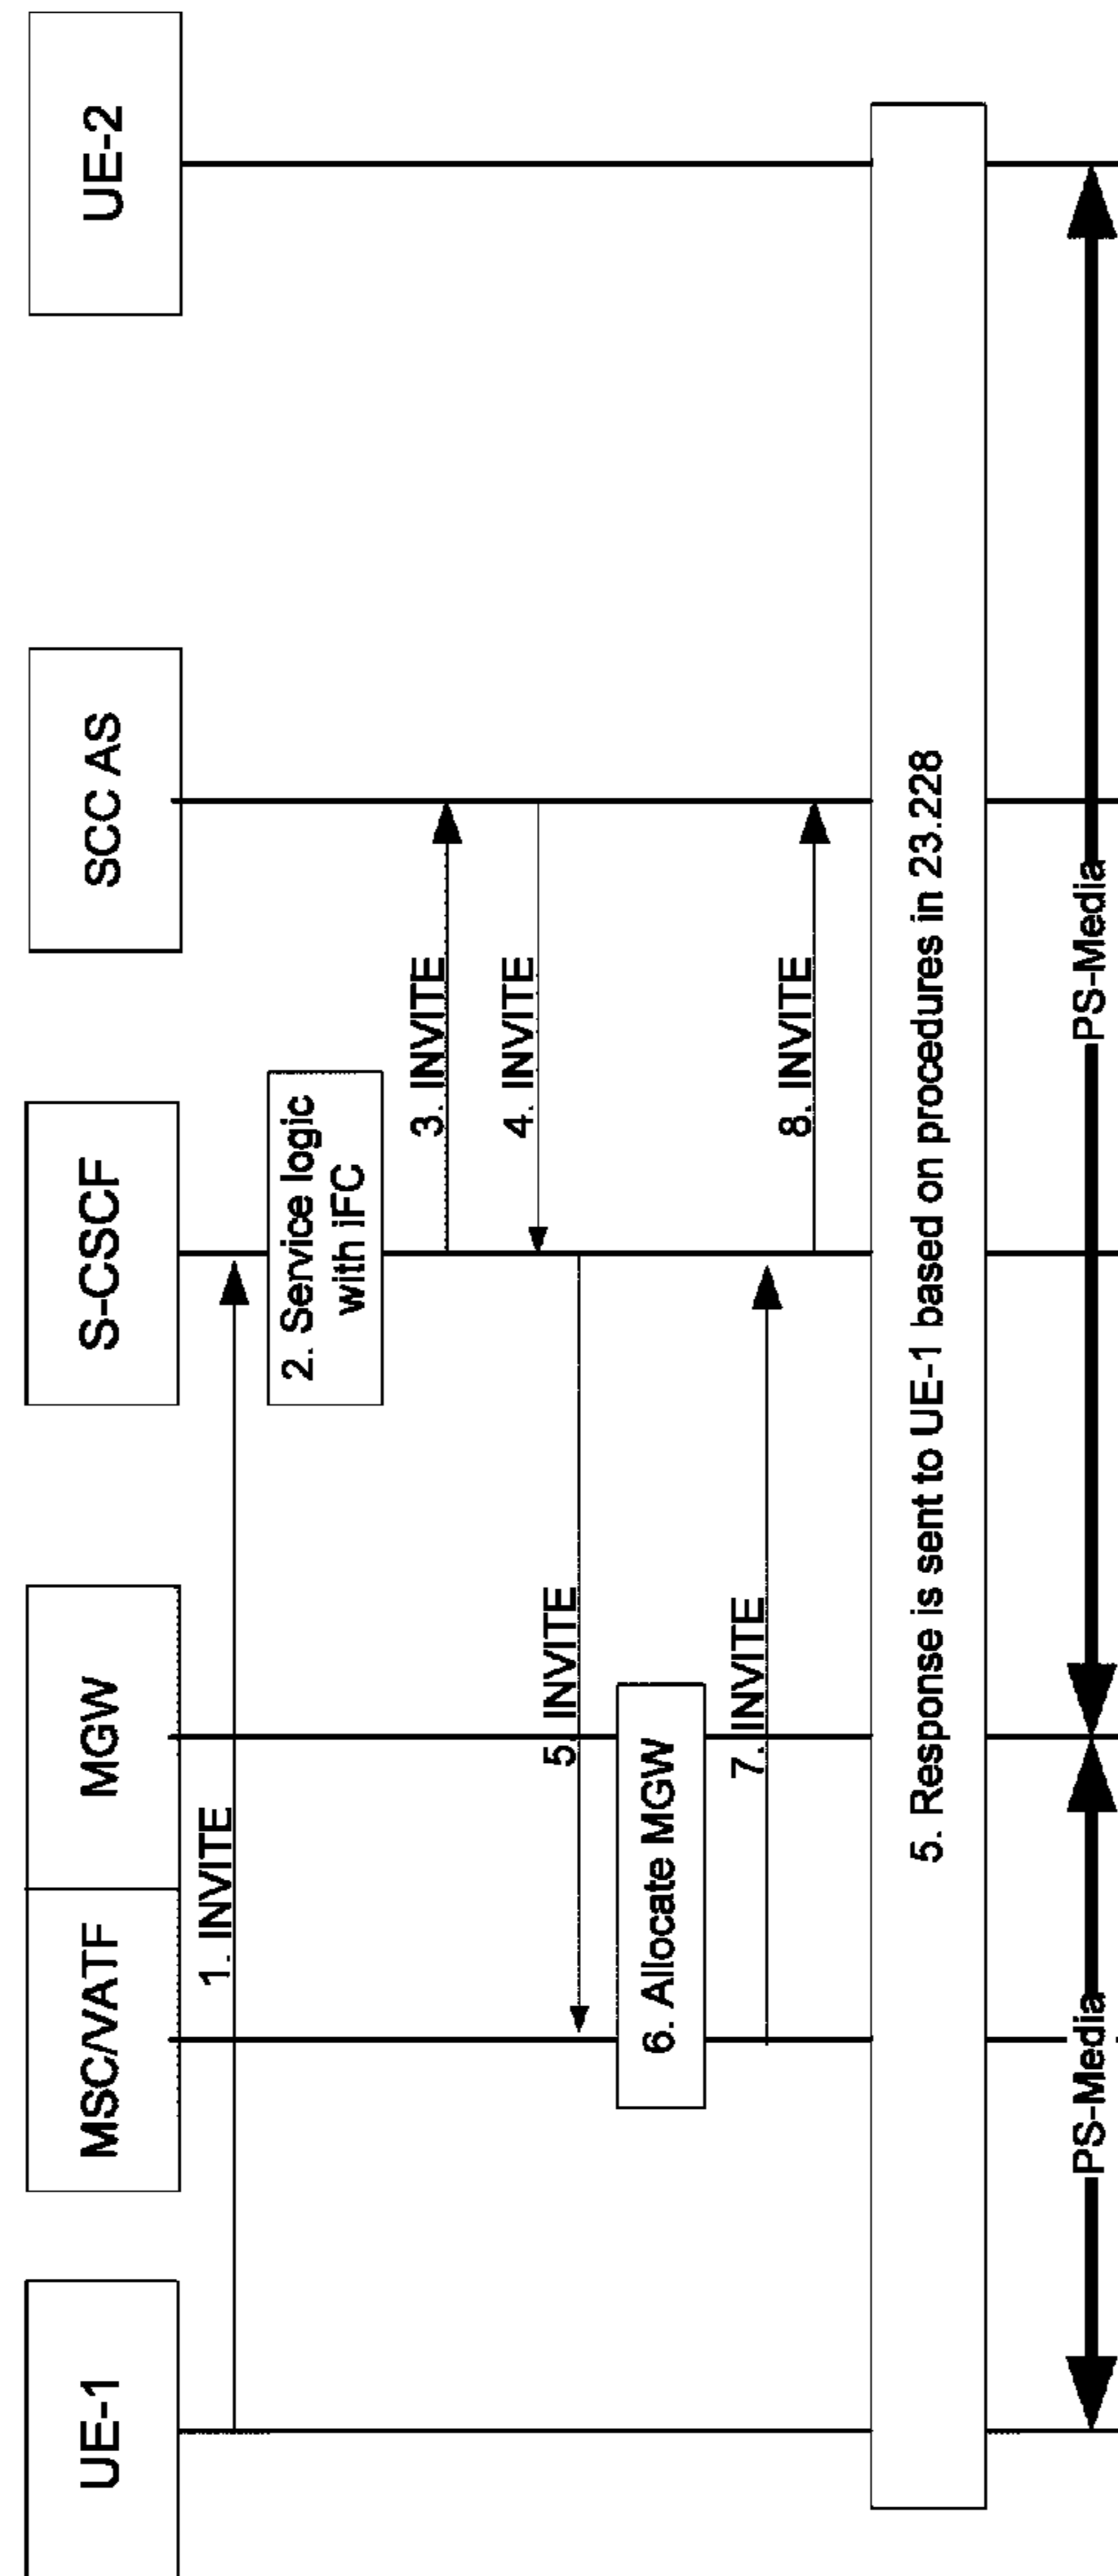 UE-1
MSC/VATF
MGW
S-CSCF
SCC AS
UE-2
1. INVITE
2. Service logic
with iFC
3. INVITE
4. INVITE
5. INVITE
6. Allocate MGW
7. INVITE
8. INVITE
5. Response is sent to UE-1 based on procedures in 23.228
PS-Media
PS-Media